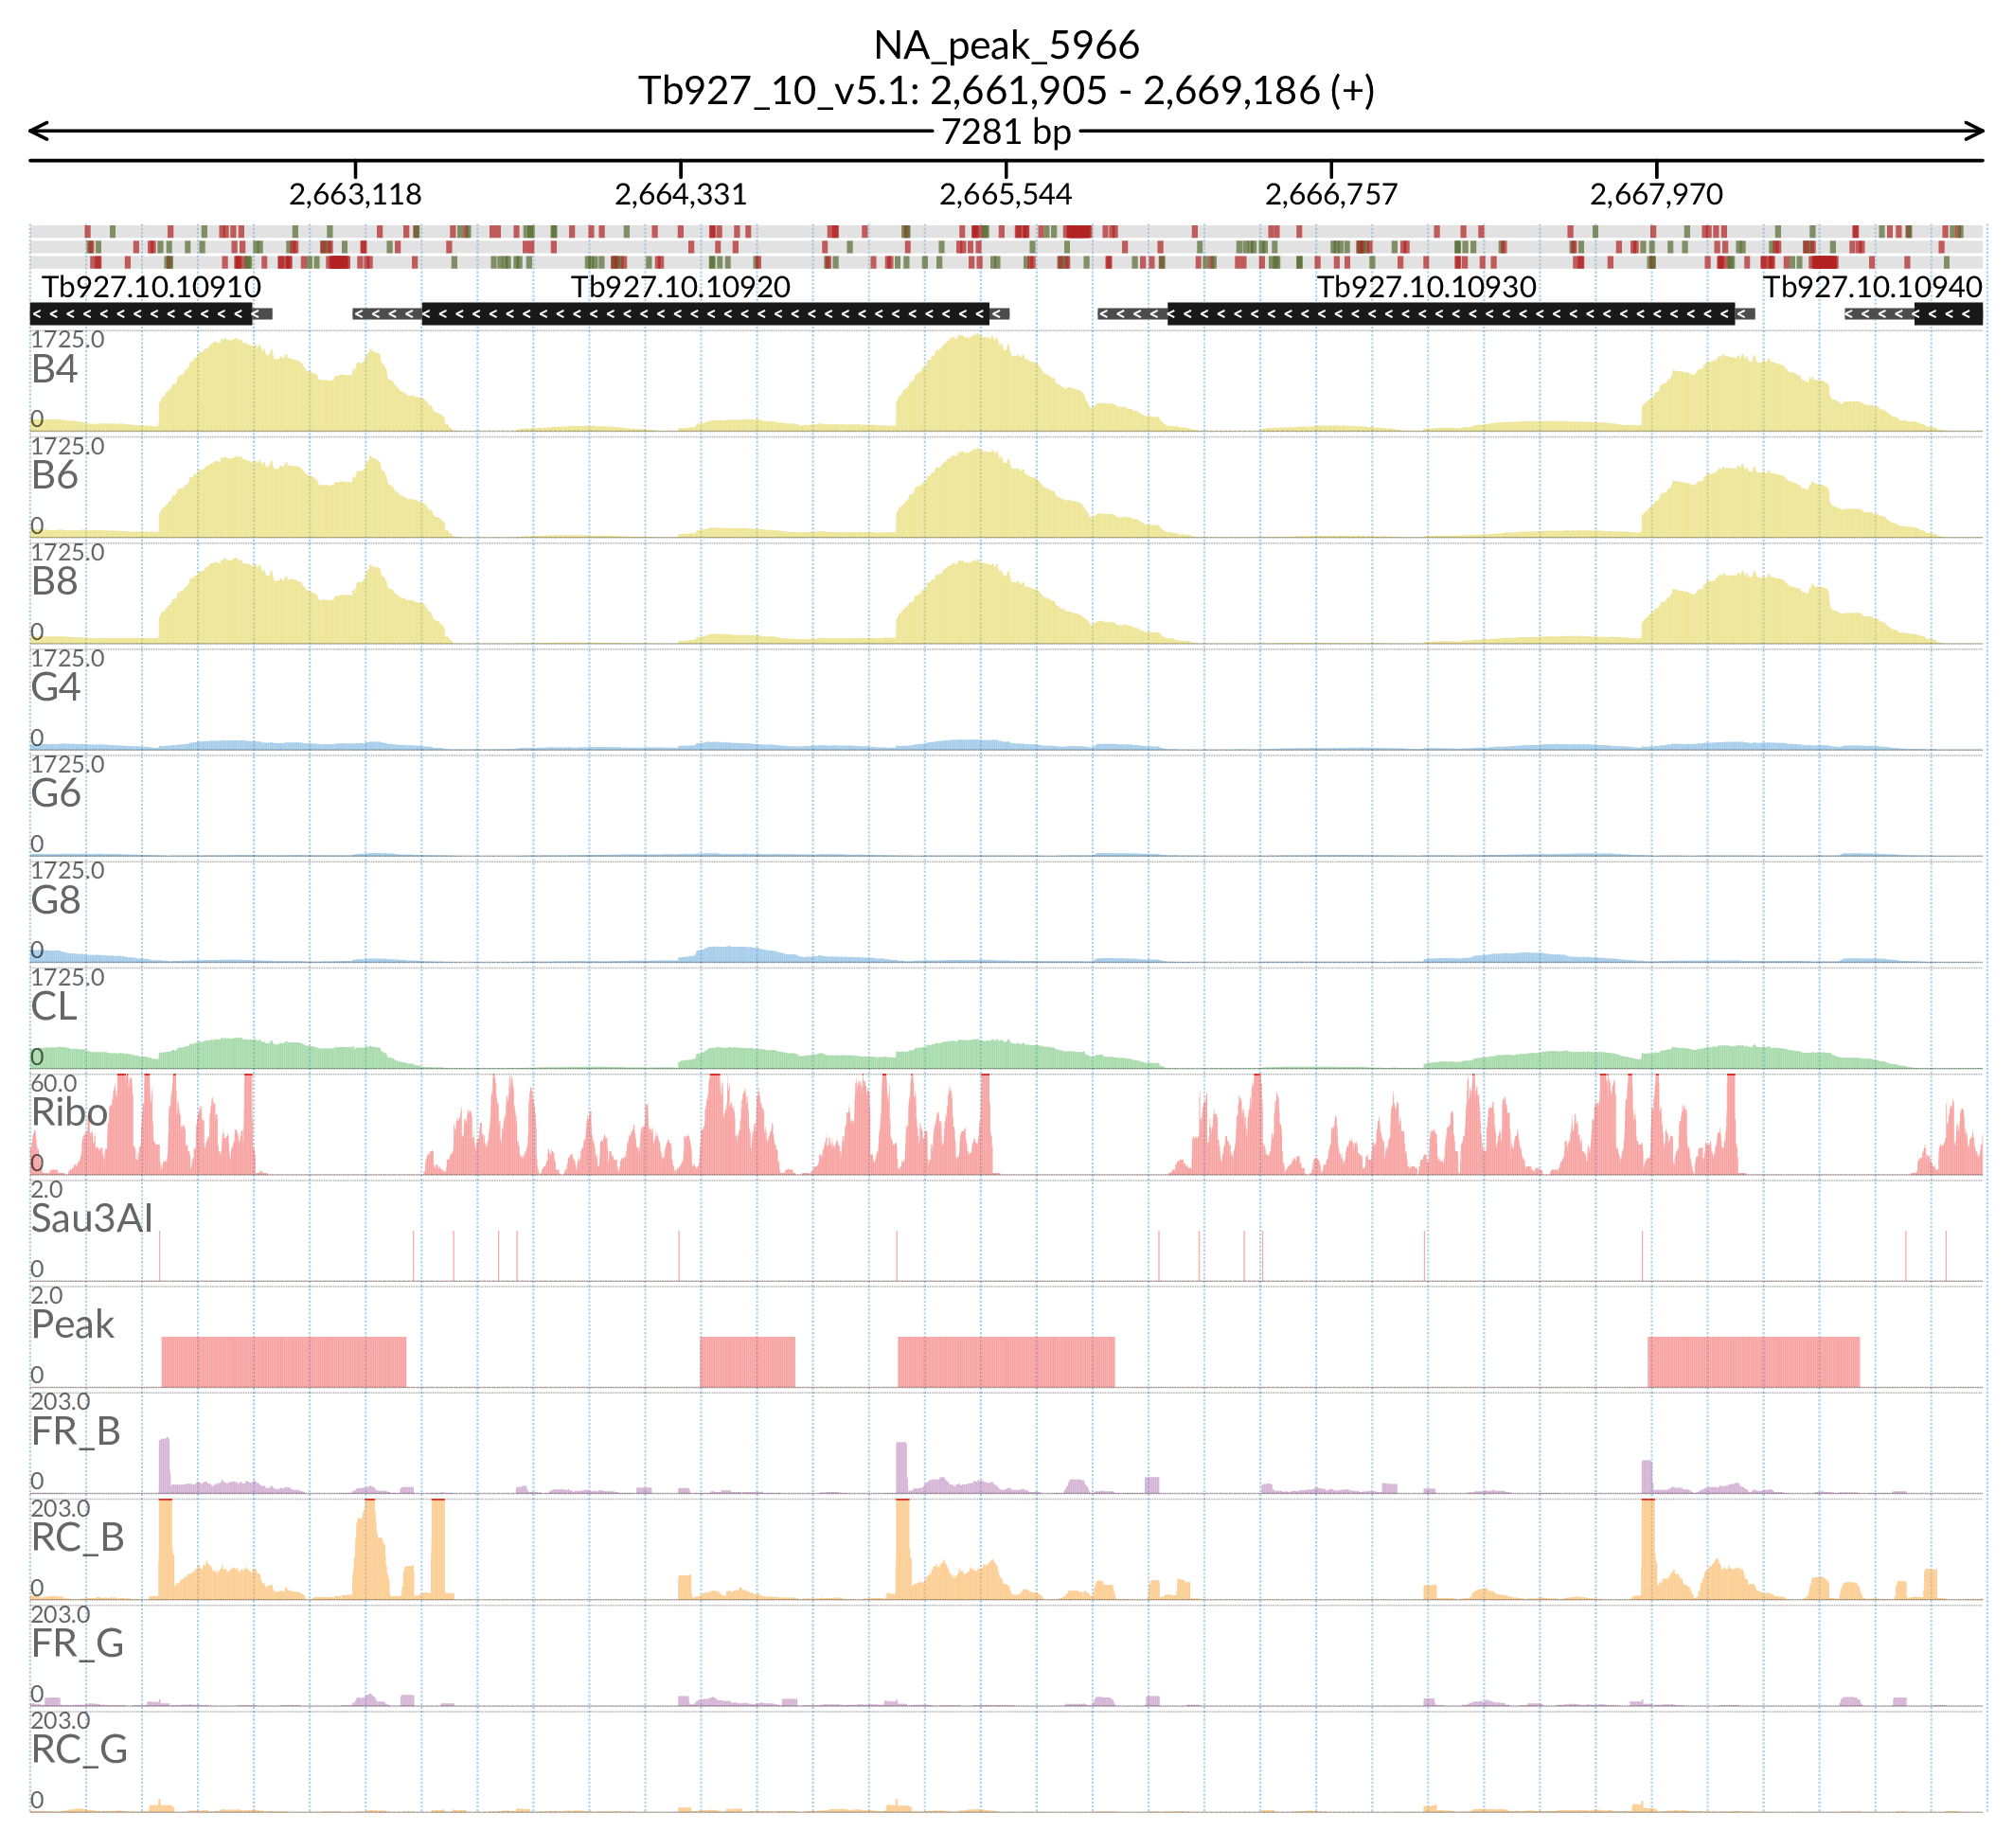 NA_peak_5966
Tb927_10_v5.1: 2,661,905 - 2,669,186 (+)
7281 bp
2,663,118 2,664,331 2,665,544 2,666,757 2,667,970
Tb927.10.10910 Tb927.10.10920 Tb927.10.10930 Tb927.10.10940
1725.0
B4
0
1725.0
B6
0
1725.0
B8
0
1725.0
G4
0
1725.0
G6
0
1725.0
G8
0
1725.0
CL
0
60.0
Ribo
0
2.0
Sau3AI
0
2.0
Peak
0
203.0
FR_B
0
203.0
RC_B
0
203.0
FR_G
0
203.0
RC_G
0